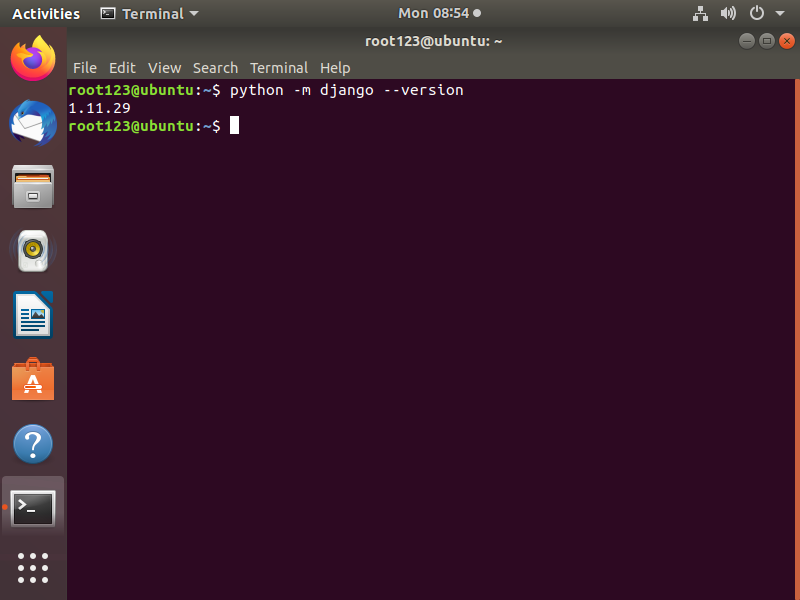 Activities Terminal Mon 08:54
root123@ubuntu: ~
File Edit View Search Terminal Help
root123@ubuntu:~$ python -m django --version
1.11.29
root123@ubuntu:~$